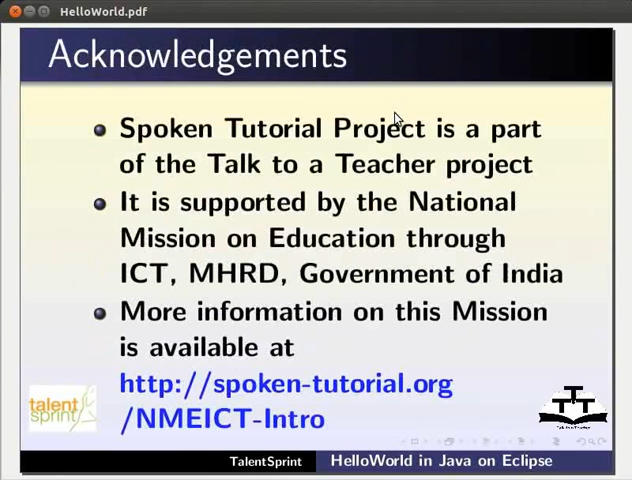 HelloWorld.pdf
Acknowledgements
Spoken Tutorial Project is a part
of the Talk to a Teacher project
It is supported by the National
Mission on Education through
ICT, MHRD, Government of India
More information on this Mission
is available at
http://spoken-tutorial.org
/NMEICT-Intro
talent
sprint
TTT
TalentSprint
HelloWorld in Java on Eclipse